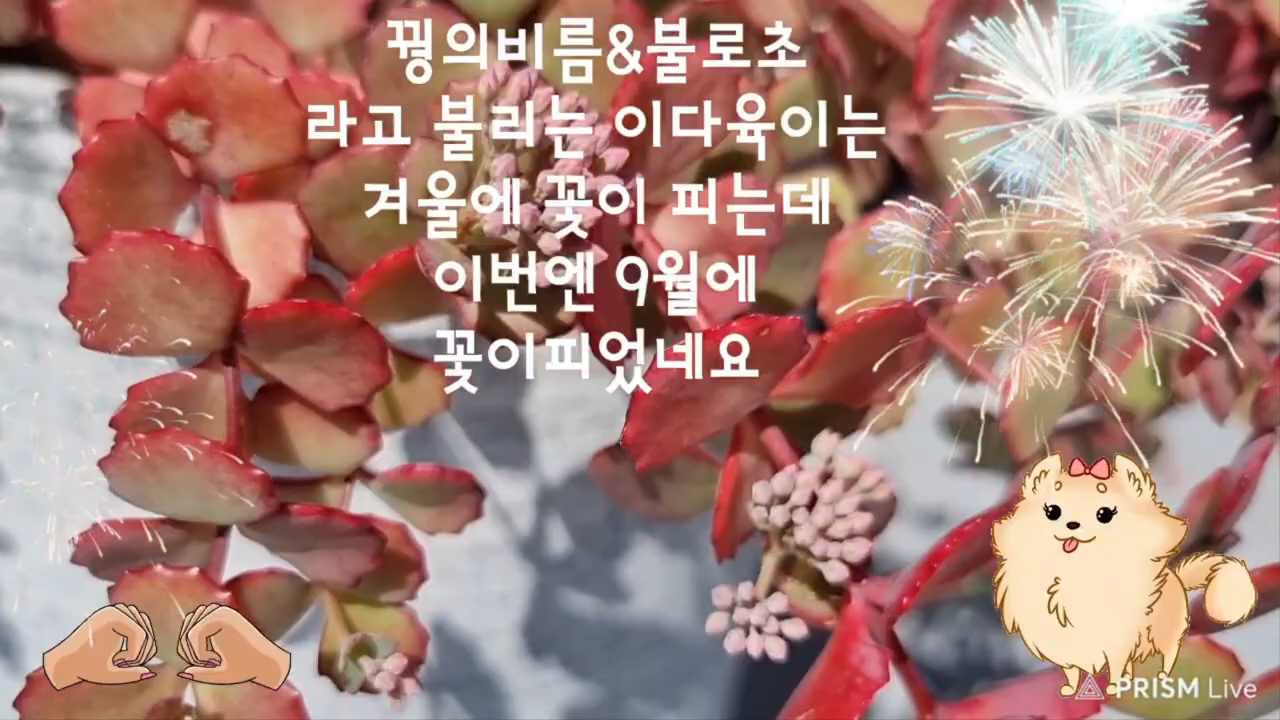 꿩의비름&불로초
라고 불리는 이다육이는
겨울에 꽃이 피는데
이번엔 9월에
꽃이피었네요
PRISM Live